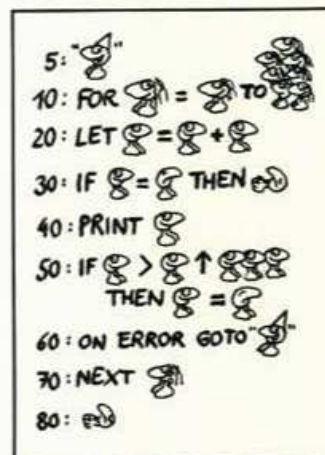 5: " "
10: FOR = TO
20: LET = +
30: IF = THEN
40: PRINT
50: IF > ↑
THEN =
60: ON ERROR GOTO " "
70: NEXT
80: